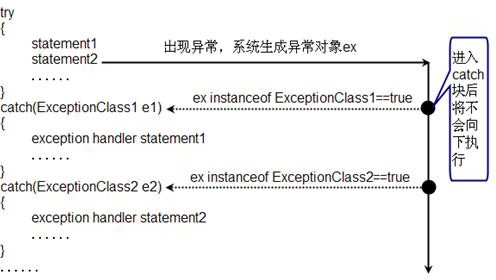 try
{
statement1
statement2
出现异常，系统生成异常对象ex
......
}
catch(ExceptionClass1 e1)
ex instanceof ExceptionClass1==true
{
exception handler statement1
......
}
catch(ExceptionClass2 e2)
ex instanceof ExceptionClass2==true
{
exception handler statement2
......
}
......
进入
catch
块后
将不
会向
下执
行